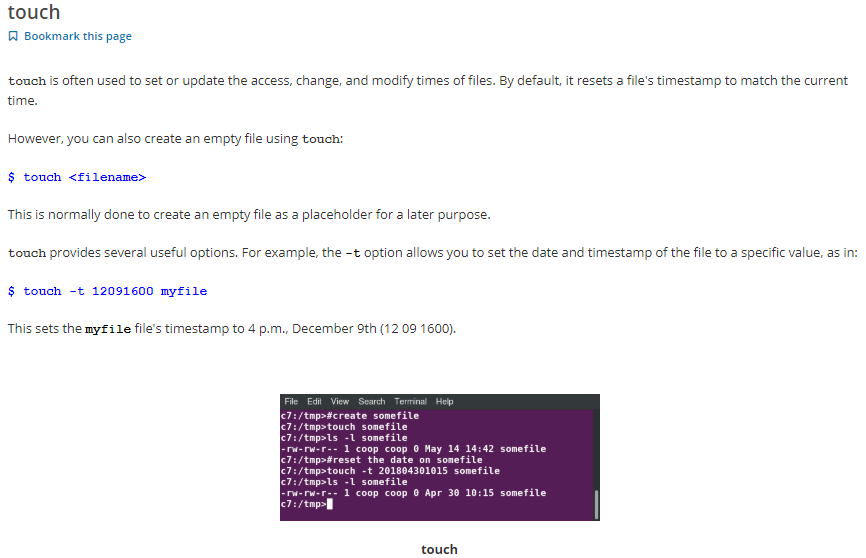 touch
Bookmark this page
touch is often used to set or update the access, change, and modify times of files. By default, it resets a file's timestamp to match the current
time.
However, you can also create an empty file using touch:
$ touch <filename>
This is normally done to create an empty file as a placeholder for a later purpose.
touch provides several useful options. For example, the -t option allows you to set the date and timestamp of the file to a specific value, as in:
$ touch -t 12091600 myfile
This sets the myfile file's timestamp to 4 p.m., December 9th (12 09 1600).
File Edit View Search Terminal Help
c7:/tmp>#create somefile
c7:/tmp>touch somefile
c7:/tmp>ls -l somefile
-rw-rw-r-- 1 coop coop 0 May 14 14:42 somefile
c7:/tmp>#reset the date on somefile
c7:/tmp>touch -t 201804301015 somefile
c7:/tmp>ls -l somefile
-rw-rw-r-- 1 coop coop 0 Apr 30 10:15 somefile
c7:/tmp>
touch